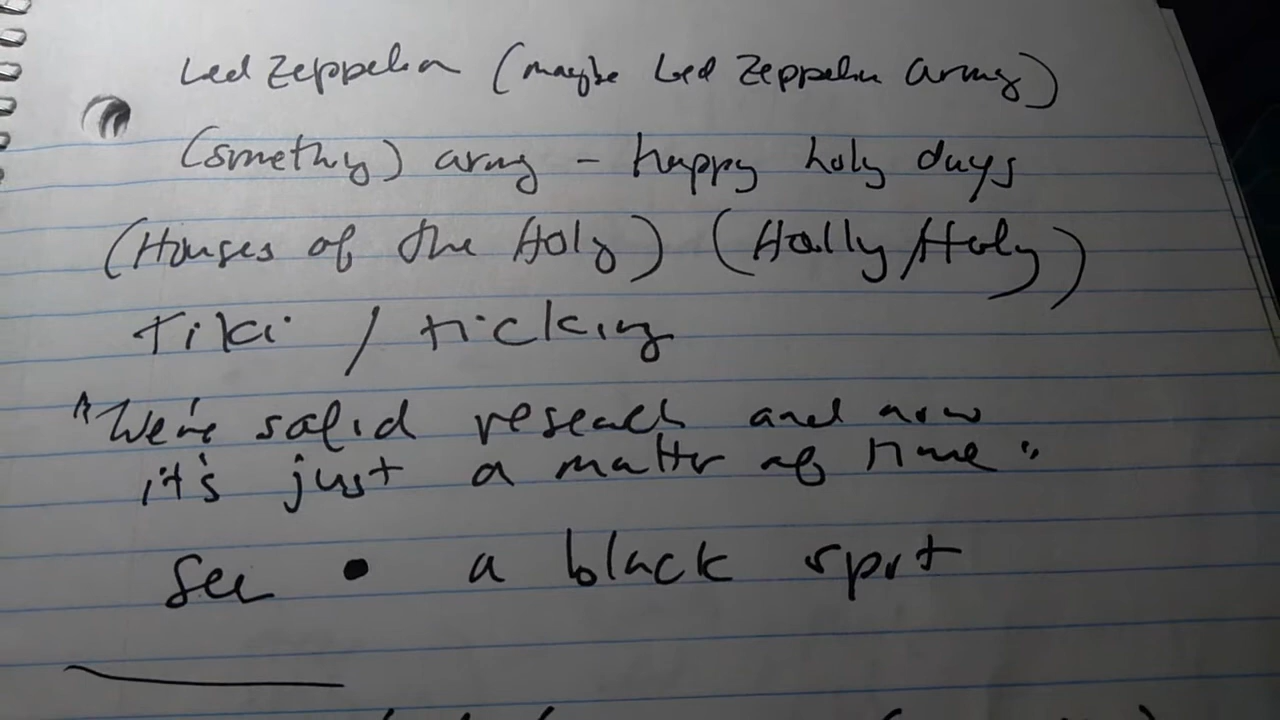 Led Zeppelin (maybe Led Zeppelin army)
(something) army - happy holy days
(Houses of the Holy) (Holly/Holy)
Tiki / ticking
"We're solid research and now
it's just a matter of time."
See • a black spot